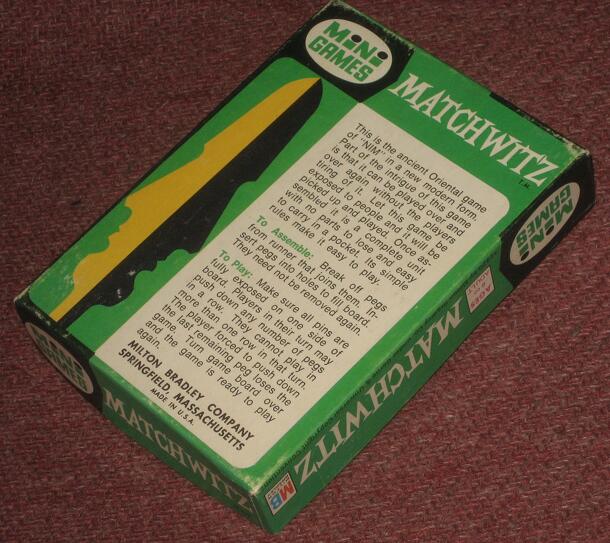 MiNi
GAMES
MATCHWITZ
T.M.
This is the ancient Oriental game
of "NIM" in a new modern form.
Part of the intrigue of this game
is that it can be played over and
over again without the players
tiring of it. Let this game be
exposed to people and it will be
picked up and played. Once as-
sembled it is a complete unit
with no parts to lose and easy
to carry in a pocket. Its simple
rules make it easy to play.
To Assemble: Break off pegs
from runner that joins them. In-
sert pegs into holes to fill board.
They need not be removed again.
To Play: Make sure all pins are
fully exposed on one side of
board. Players in their turn may
push down any number of pegs
in a row. They cannot play in
more than one row in that turn.
The player forced to push down
the last remaining peg loses the
game. Turn game board over
and the game is ready to play
again.
MILTON BRADLEY COMPANY
SPRINGFIELD MASSACHUSETTS
MADE IN U.S.A.
MiNi
GAMES
MATCHWITZ
MiNi
GAMES
MATCHWITZ
MB